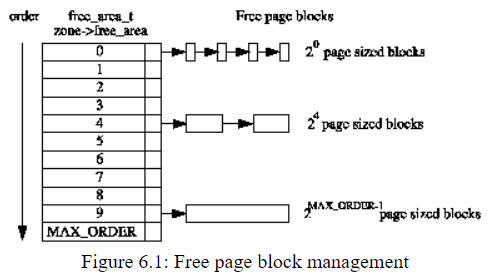 order free_area_t Free page blocks
zone->free_area
0 2^0 page sized blocks
1
2
3
4 2^4 page sized blocks
5
6
7
8
9 2^MAX_ORDER-1 page sized blocks
MAX_ORDER
Figure 6.1: Free page block management